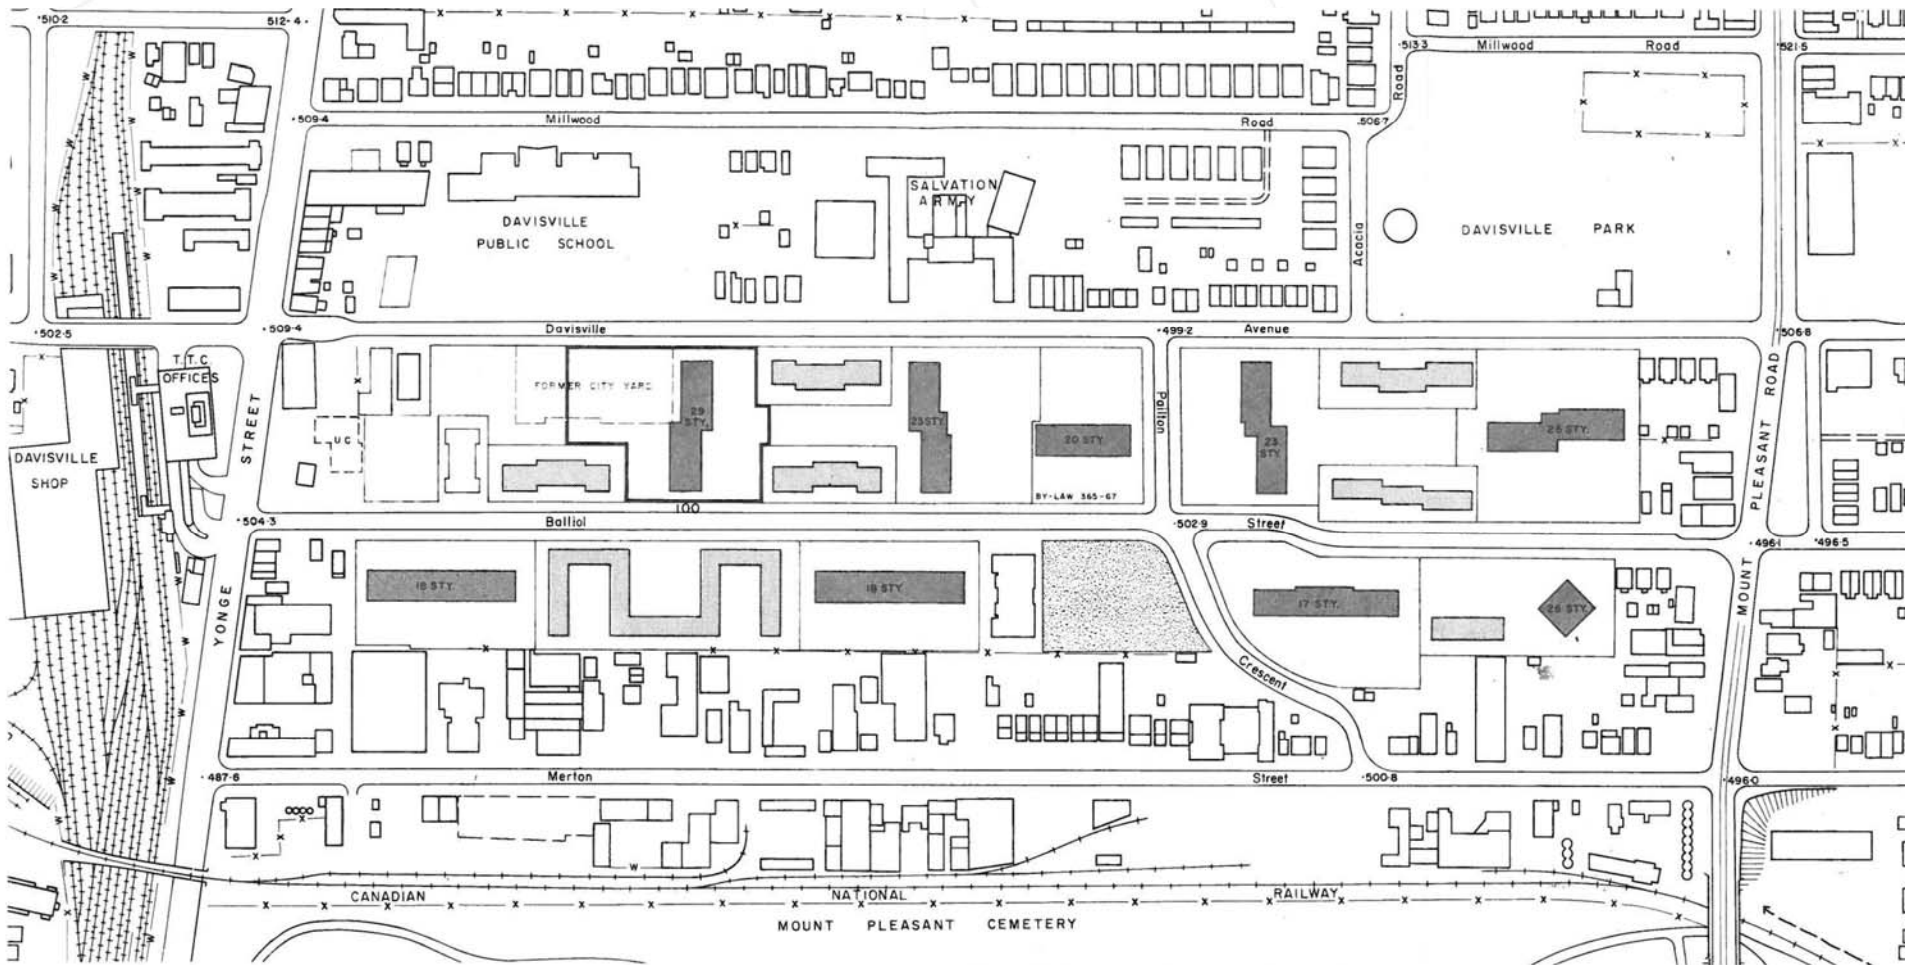 510·2
512·4
513·3
Millwood
Road
521·5
Road
509·4
Millwood
Road
506·7
SALVATION
ARMY
DAVISVILLE
PUBLIC SCHOOL
DAVISVILLE PARK
Acacia
502·5
509·4
Davisville
499·2
Avenue
506·8
T.T.C.
OFFICES
FORMER CITY YARD
29
STY.
23 STY.
20 STY.
23
STY.
25 STY.
U C
Pailton
STREET
PLEASANT ROAD
DAVISVILLE
SHOP
BY-LAW 365-67
100
504·3
Balliol
502·9
Street
496·1
496·5
YONGE
18 STY.
18 STY.
17 STY.
26 STY.
MOUNT
Crescent
487·6
Merton
Street
500·8
496·0
CANADIAN
NATIONAL
RAILWAY
MOUNT PLEASANT CEMETERY